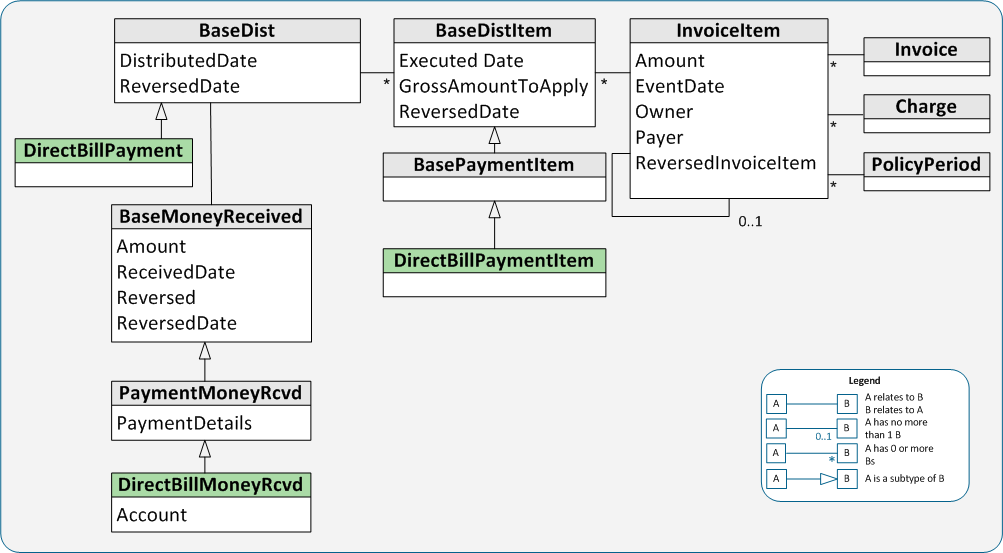 BaseDist
DistributedDate
ReversedDate
*
BaseDistItem
Executed Date
GrossAmountToApply
ReversedDate
*
InvoiceItem
Amount
EventDate
Owner
Payer
ReversedInvoiceItem
0..1
*
Invoice
*
Charge
*
PolicyPeriod
DirectBillPayment
BasePaymentItem
DirectBillPaymentItem
BaseMoneyReceived
Amount
ReceivedDate
Reversed
ReversedDate
PaymentMoneyRcvd
PaymentDetails
DirectBillMoneyRcvd
Account
Legend
A
B
A relates to B
B relates to A
A
0..1
B
A has no more
than 1 B
A
*
B
A has 0 or more
Bs
A
B
A is a subtype of B